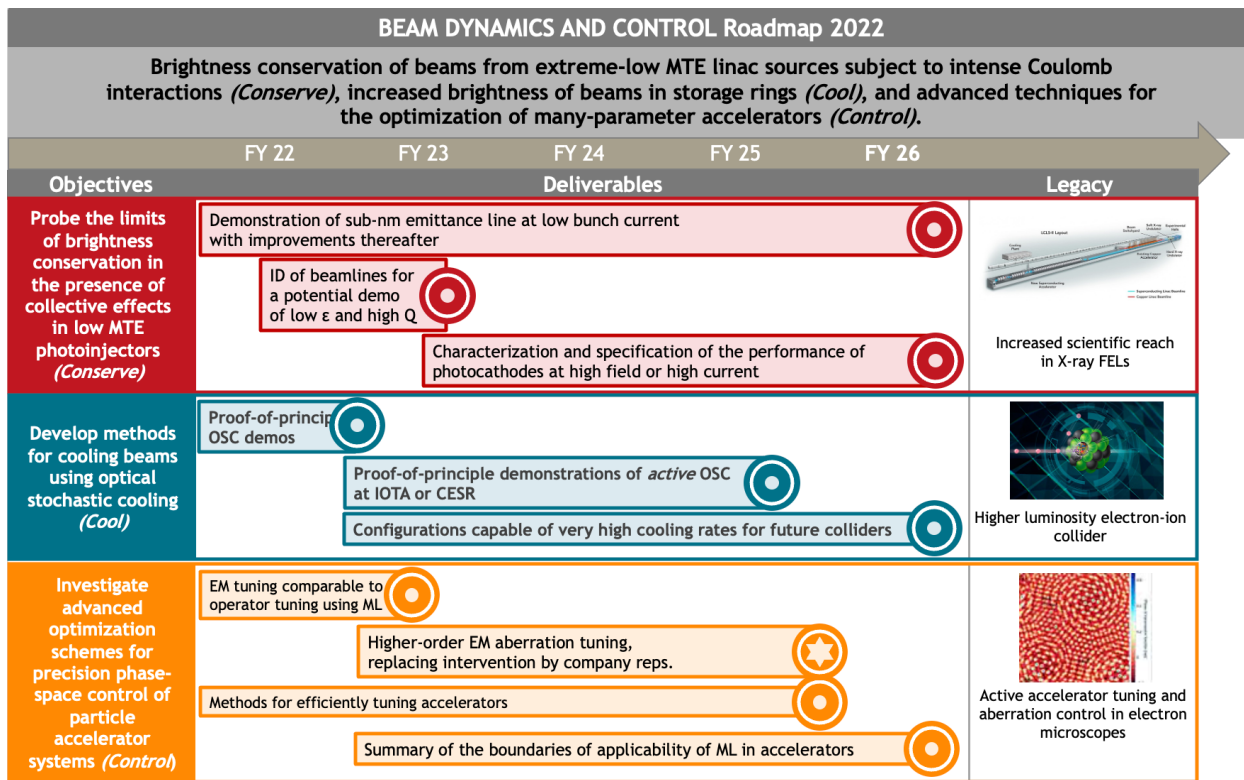 BEAM DYNAMICS AND CONTROL Roadmap 2022
Brightness conservation of beams from extreme-low MTE linac sources subject to intense Coulomb
interactions (Conserve), increased brightness of beams in storage rings (Cool), and advanced techniques for
the optimization of many-parameter accelerators (Control).
FY 22 FY 23 FY 24 FY 25 FY 26
Objectives Deliverables Legacy
Probe the limits
of brightness
conservation in
the presence of
collective effects
in low MTE
photoinjectors
(Conserve)
Demonstration of sub-nm emittance line at low bunch current
with improvements thereafter
ID of beamlines for
a potential demo
of low ε and high Q
Characterization and specification of the performance of
photocathodes at high field or high current
Increased scientific reach
in X-ray FELs
Develop methods
for cooling beams
using optical
stochastic cooling
(Cool)
Proof-of-princip
OSC demos
Proof-of-principle demonstrations of active OSC
at IOTA or CESR
Configurations capable of very high cooling rates for future colliders
Higher luminosity electron-ion
collider
Investigate
advanced
optimization
schemes for
precision phase-
space control of
particle
accelerator
systems (Control)
EM tuning comparable to
operator tuning using ML
Higher-order EM aberration tuning,
replacing intervention by company reps.
Methods for efficiently tuning accelerators
Summary of the boundaries of applicability of ML in accelerators
Active accelerator tuning and
aberration control in electron
microscopes